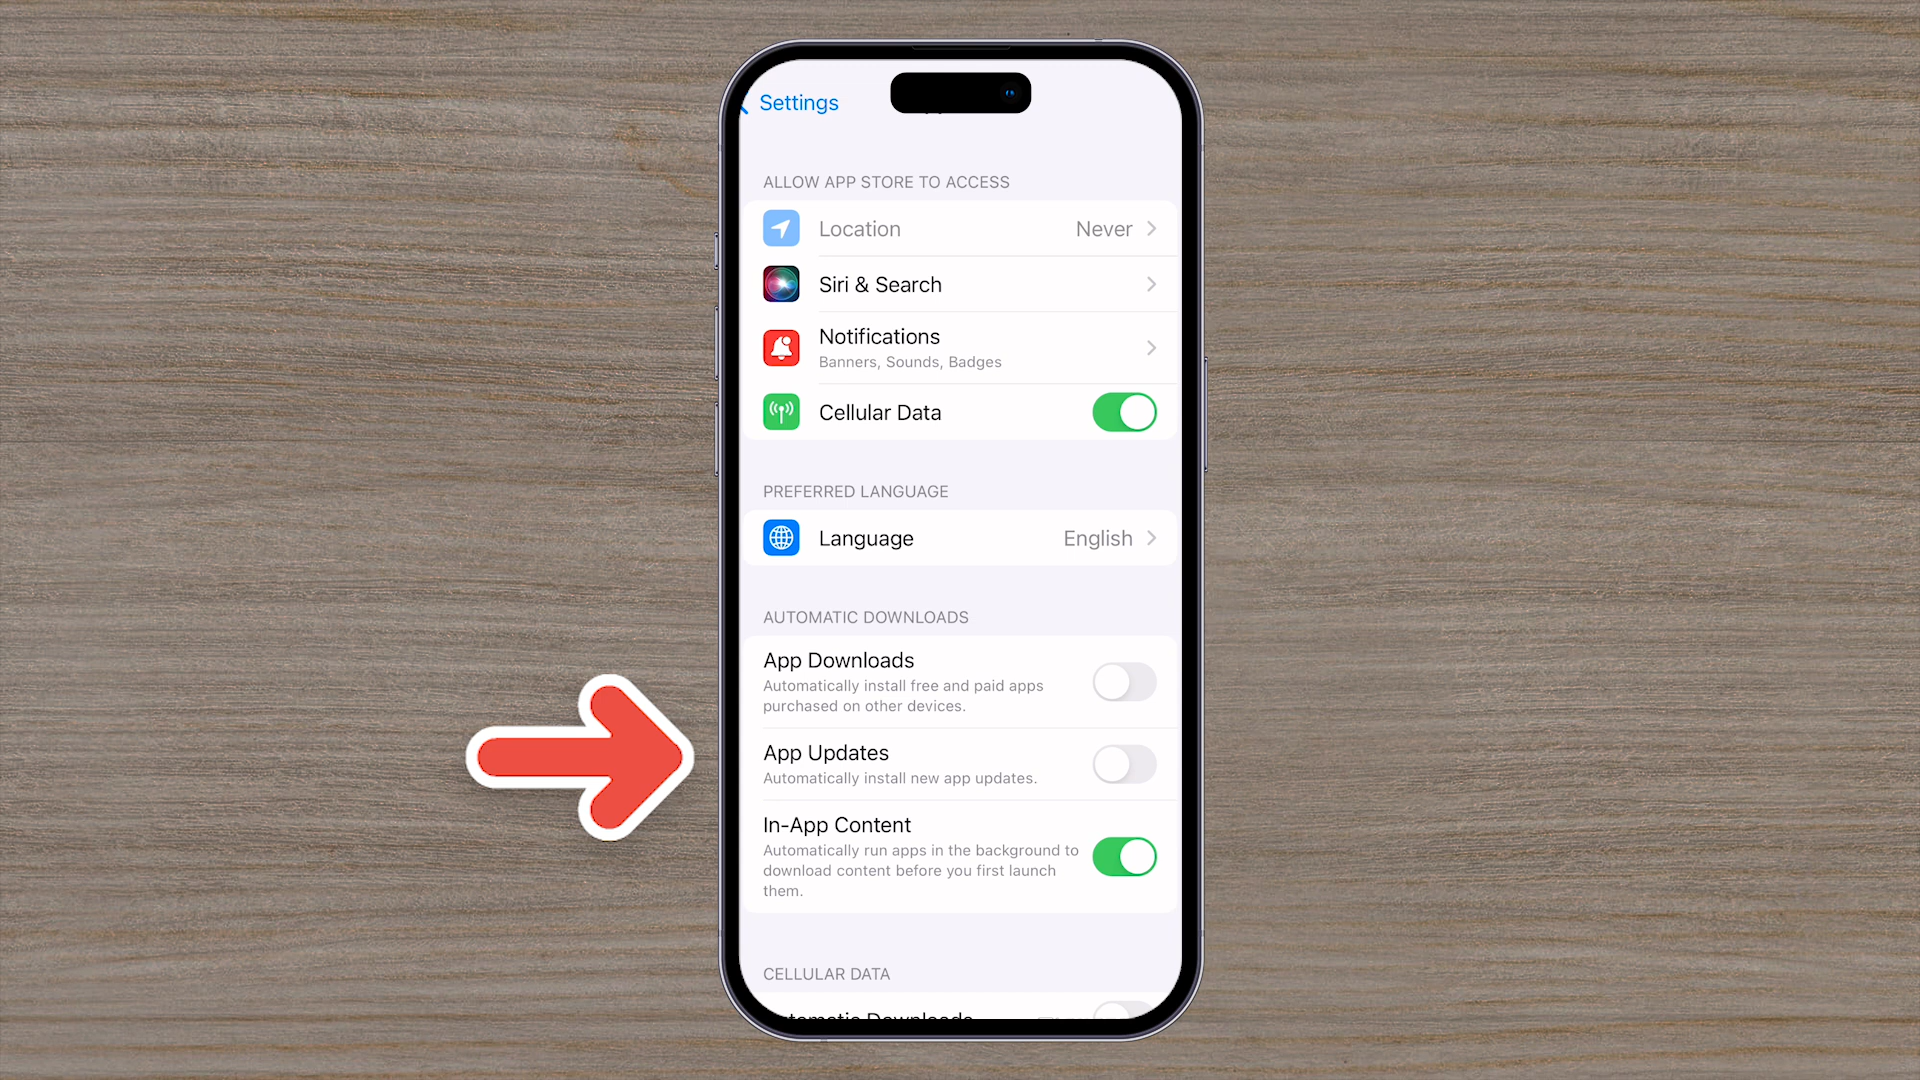 Settings
ALLOW APP STORE TO ACCESS
Location Never
Siri & Search
Notifications
Banners, Sounds, Badges
Cellular Data
PREFERRED LANGUAGE
Language English
AUTOMATIC DOWNLOADS
App Downloads
Automatically install free and paid apps
purchased on other devices.
App Updates
Automatically install new app updates.
In-App Content
Automatically run apps in the background to
download content before you first launch
them.
CELLULAR DATA
Downloads